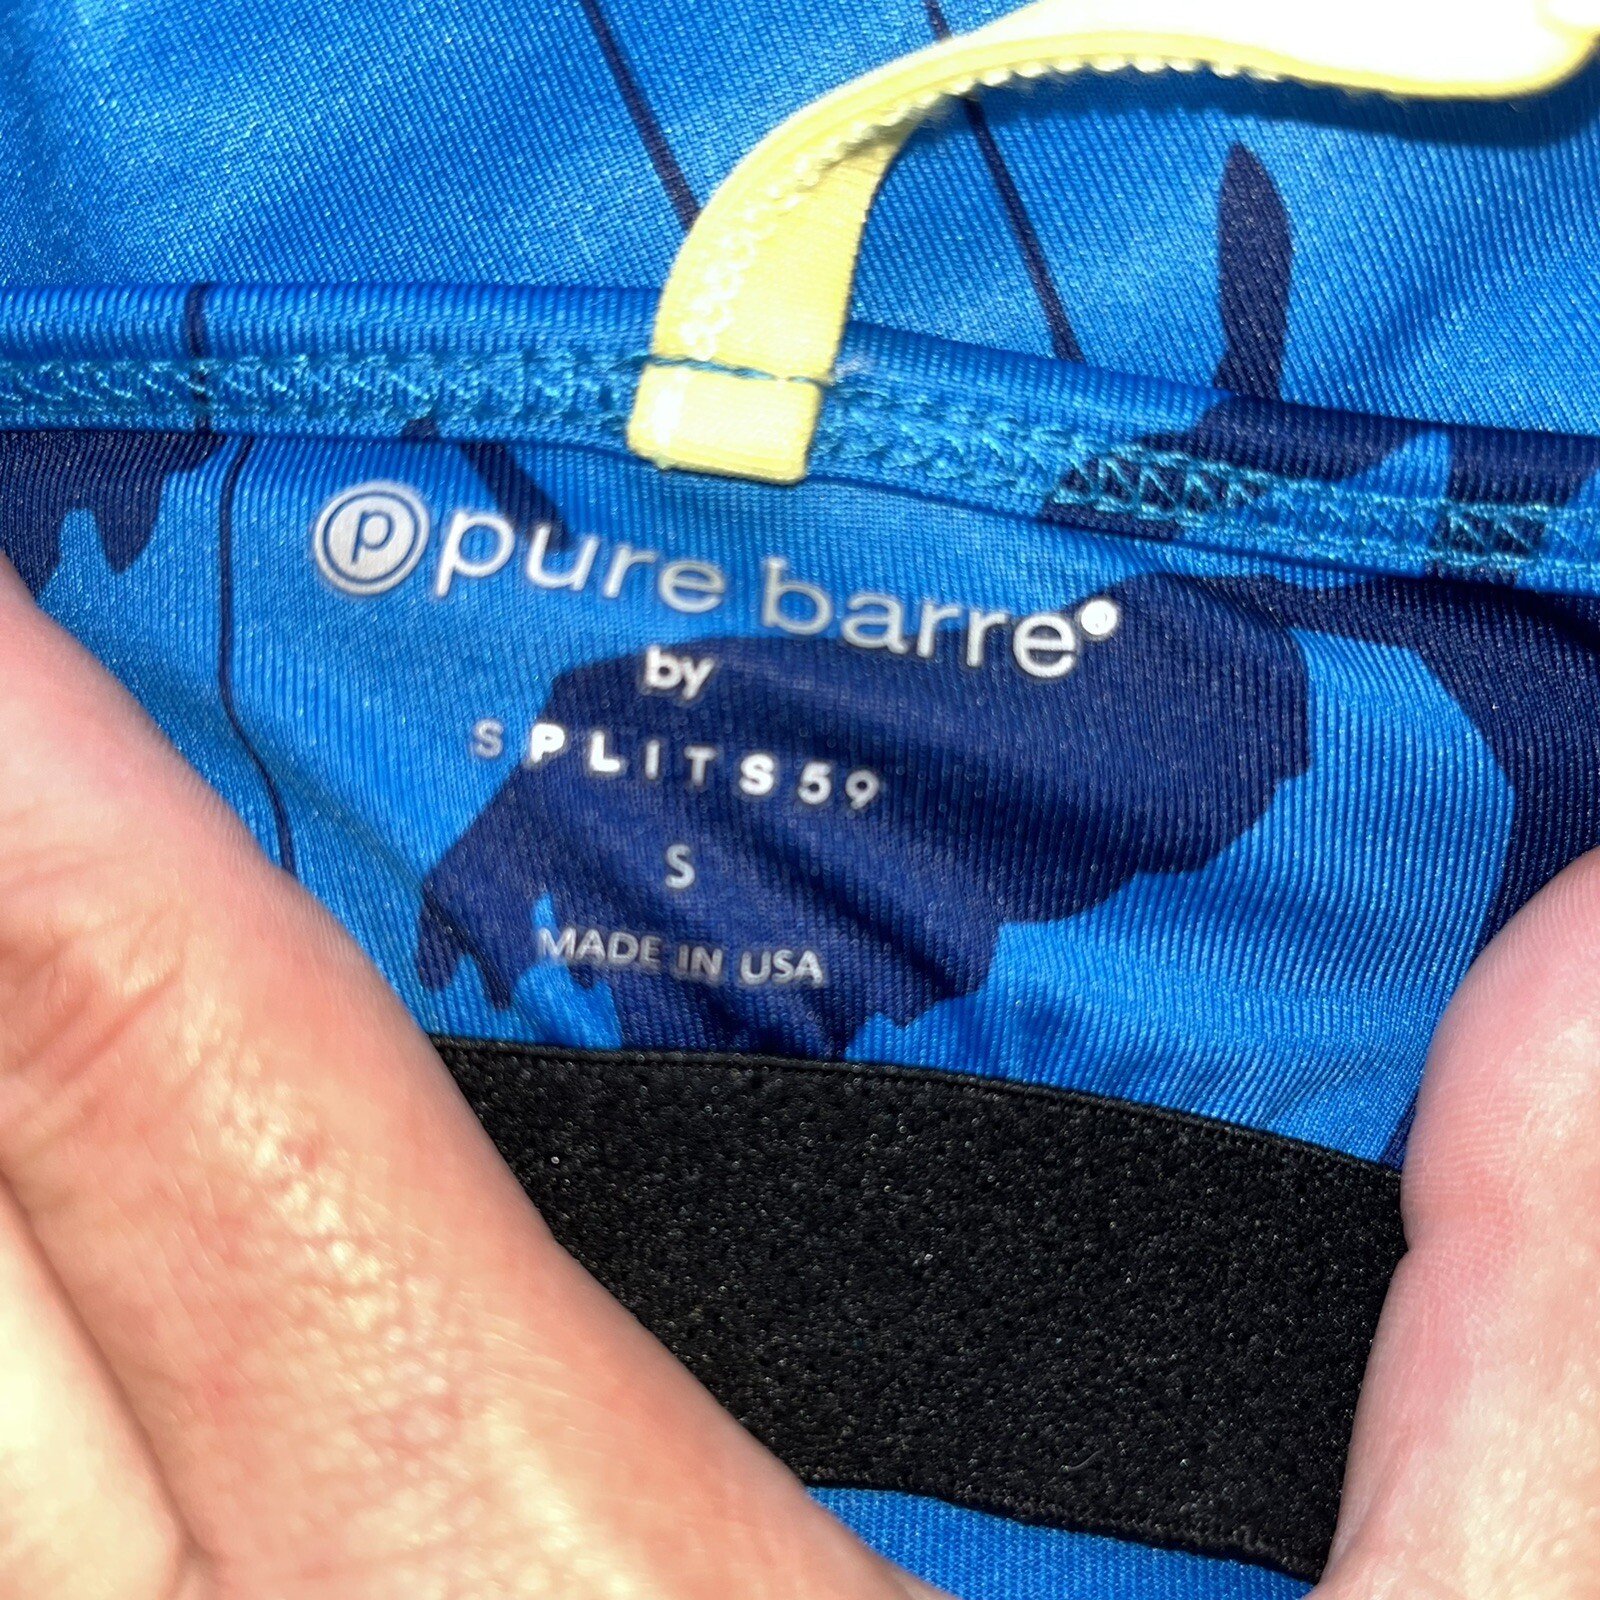 p pure barre®
by
SPLITS59
S
MADE IN USA